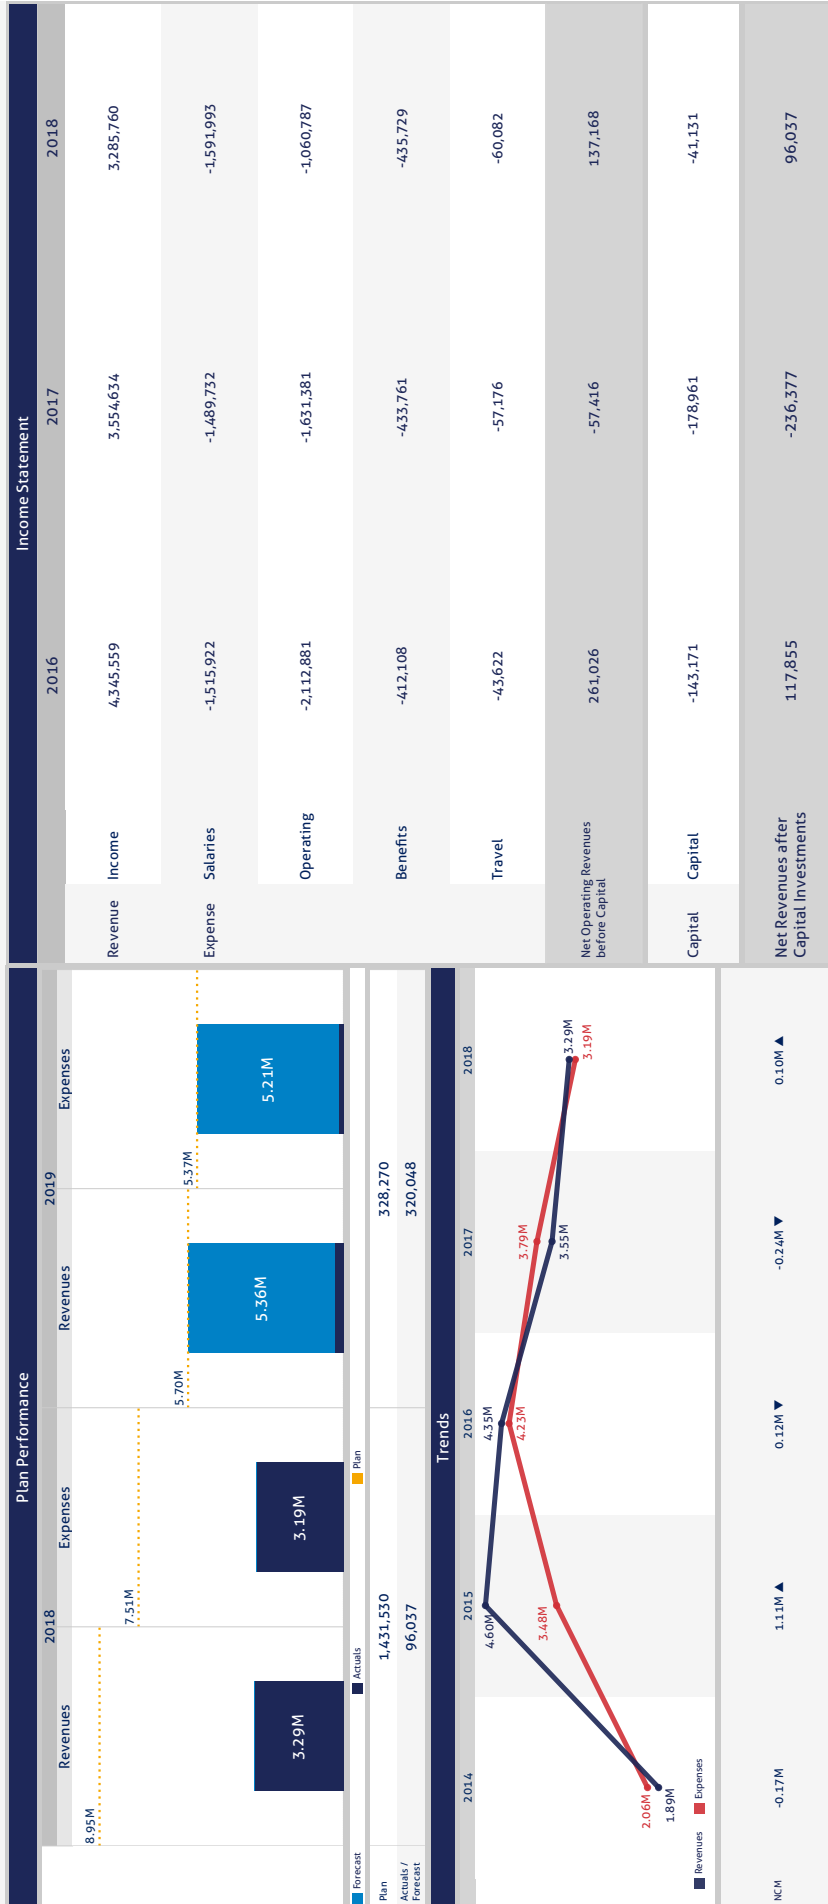 Plan Performance
2018
2019
Revenues
Expenses
Revenues
Expenses
8.95M
7.51M
5.70M
5.37M
3.29M
3.19M
5.36M
5.21M
Forecast
Actuals
Plan
Plan 1,431,530 328,270
Actuals /
Forecast
96,037 320,048
Trends
2014 2015 2016 2017 2018
4.60M
4.35M
3.79M
3.29M
3.19M
2.06M
1.89M
3.48M
4.23M
3.55M
Revenues
Expenses
NCM -0.17M 1.11M ▲ 0.12M ▼ -0.24M ▼ 0.10M ▲
Income Statement
2016 2017 2018
Revenue Income 4,345,559 3,554,634 3,285,760
Expense Salaries -1,515,922 -1,489,732 -1,591,993
Operating -2,112,881 -1,631,381 -1,060,787
Benefits -412,108 -433,761 -435,729
Travel -43,622 -57,176 -60,082
Net Operating Revenues
before Capital
261,026 -57,416 137,168
Capital Capital -143,171 -178,961 -41,131
Net Revenues after
Capital Investments
117,855 -236,377 96,037